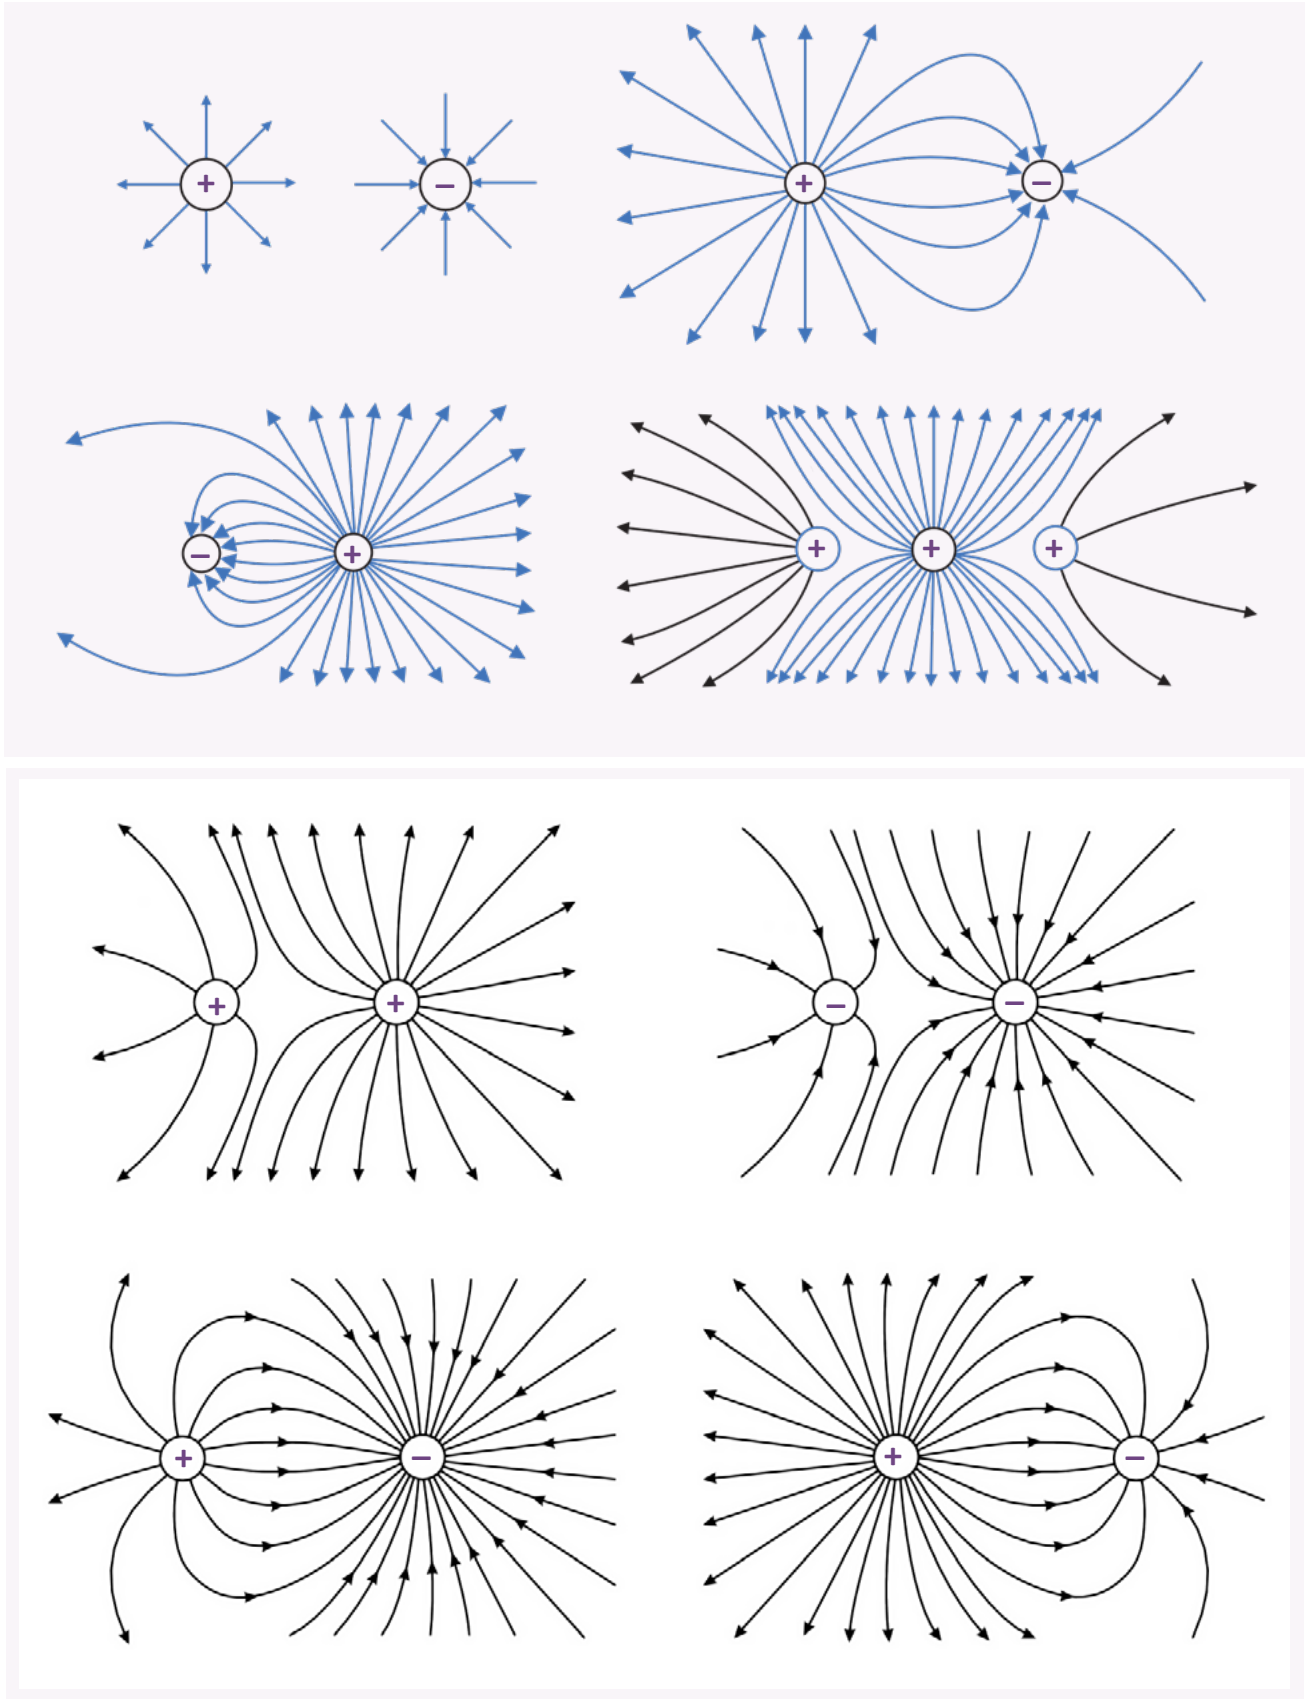 + − + −
− + + + +
+ + − −
+ − + −